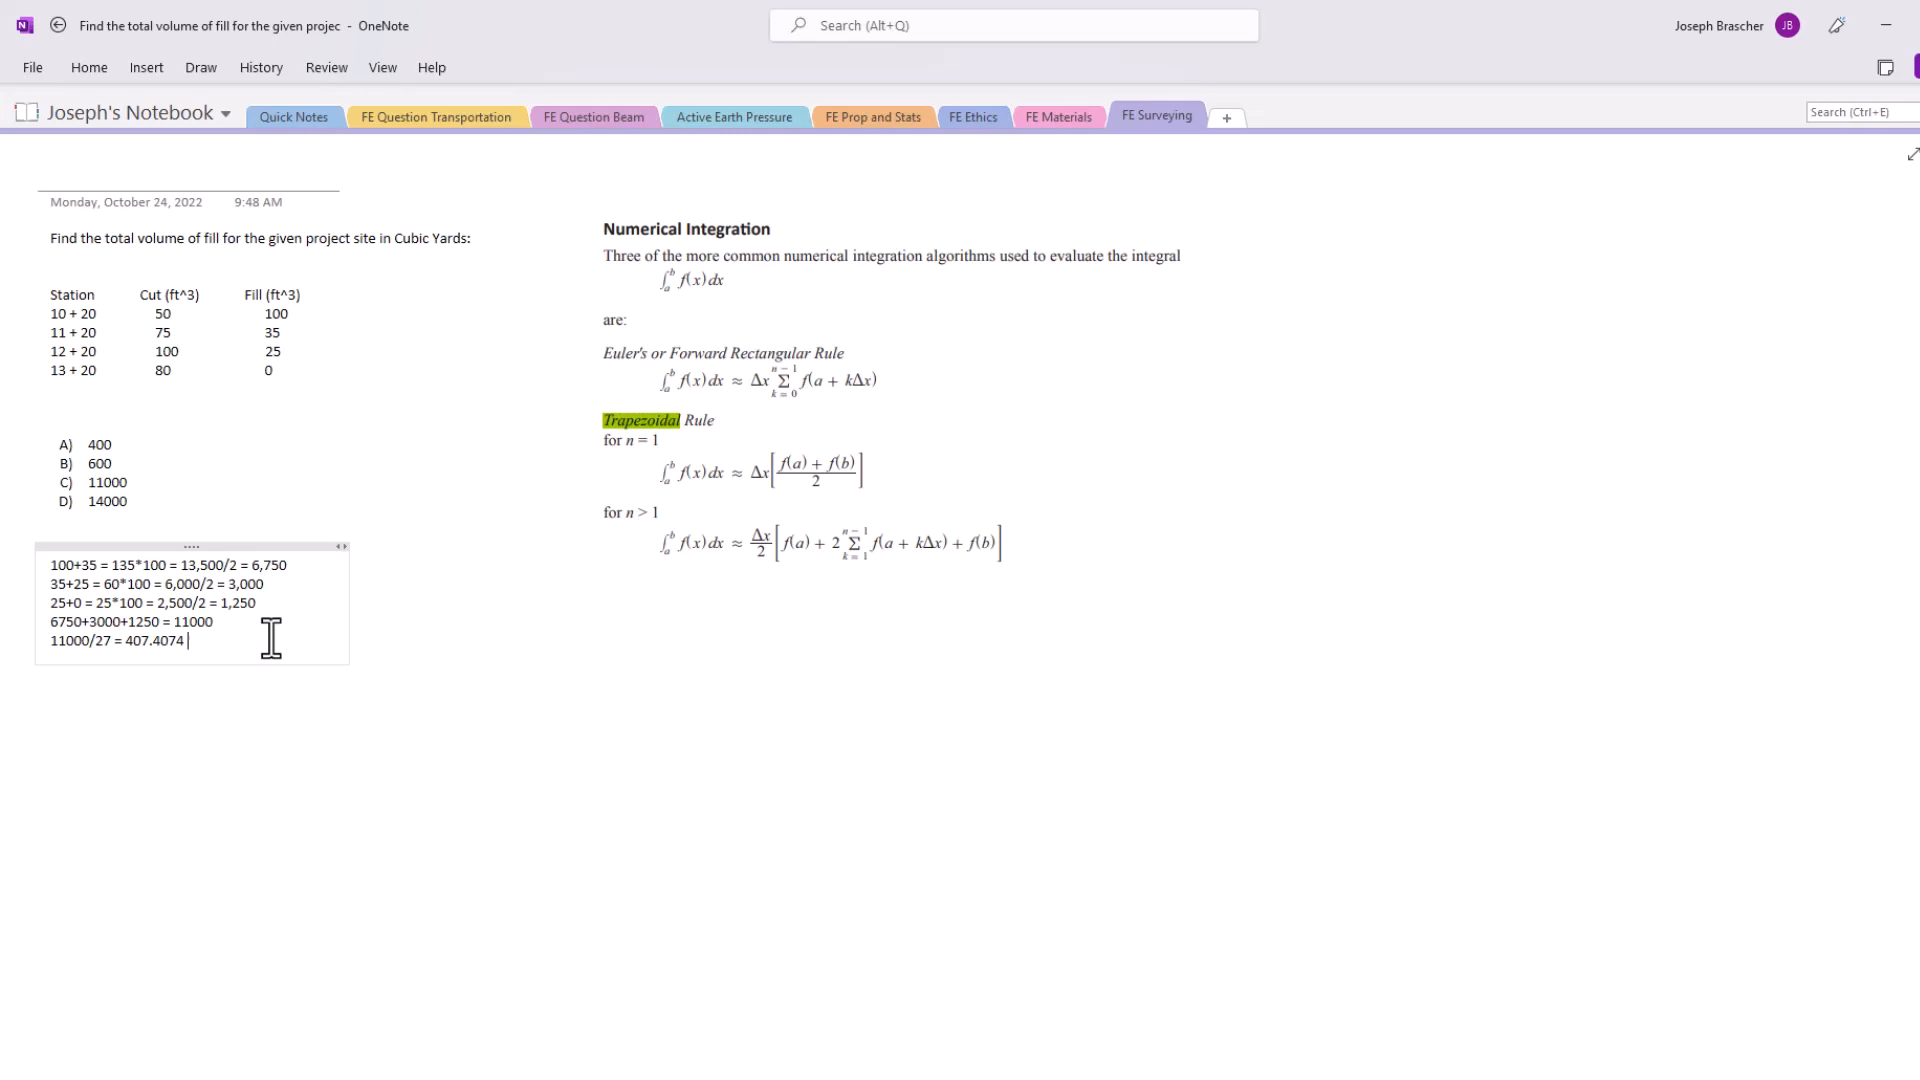 Find the total volume of fill for the given projec - OneNote
Search (Alt+Q)
Joseph Brascher JB
File Home Insert Draw History Review View Help
Joseph's Notebook
Quick Notes FE Question Transportation FE Question Beam Active Earth Pressure FE Prop and Stats FE Ethics FE Materials FE Surveying +
Search (Ctrl+E)
Monday, October 24, 2022 9:48 AM
Find the total volume of fill for the given project site in Cubic Yards:
Station Cut (ft^3) Fill (ft^3)
10 + 20 50 100
11 + 20 75 35
12 + 20 100 25
13 + 20 80 0
A) 400
B) 600
C) 11000
D) 14000
100+35 = 135*100 = 13,500/2 = 6,750
35+25 = 60*100 = 6,000/2 = 3,000
25+0 = 25*100 = 2,500/2 = 1,250
6750+3000+1250 = 11000
11000/27 = 407.4074
Numerical Integration
Three of the more common numerical integration algorithms used to evaluate the integral
∫_a^b f(x) dx
are:
Euler's or Forward Rectangular Rule
∫_a^b f(x) dx ≈ Δx Σ_{k = 0}^{n − 1} f(a + kΔx)
Trapezoidal Rule
for n = 1
∫_a^b f(x) dx ≈ Δx[(f(a) + f(b))/2]
for n > 1
∫_a^b f(x) dx ≈ Δx/2 [f(a) + 2 Σ_{k = 1}^{n − 1} f(a + kΔx) + f(b)]